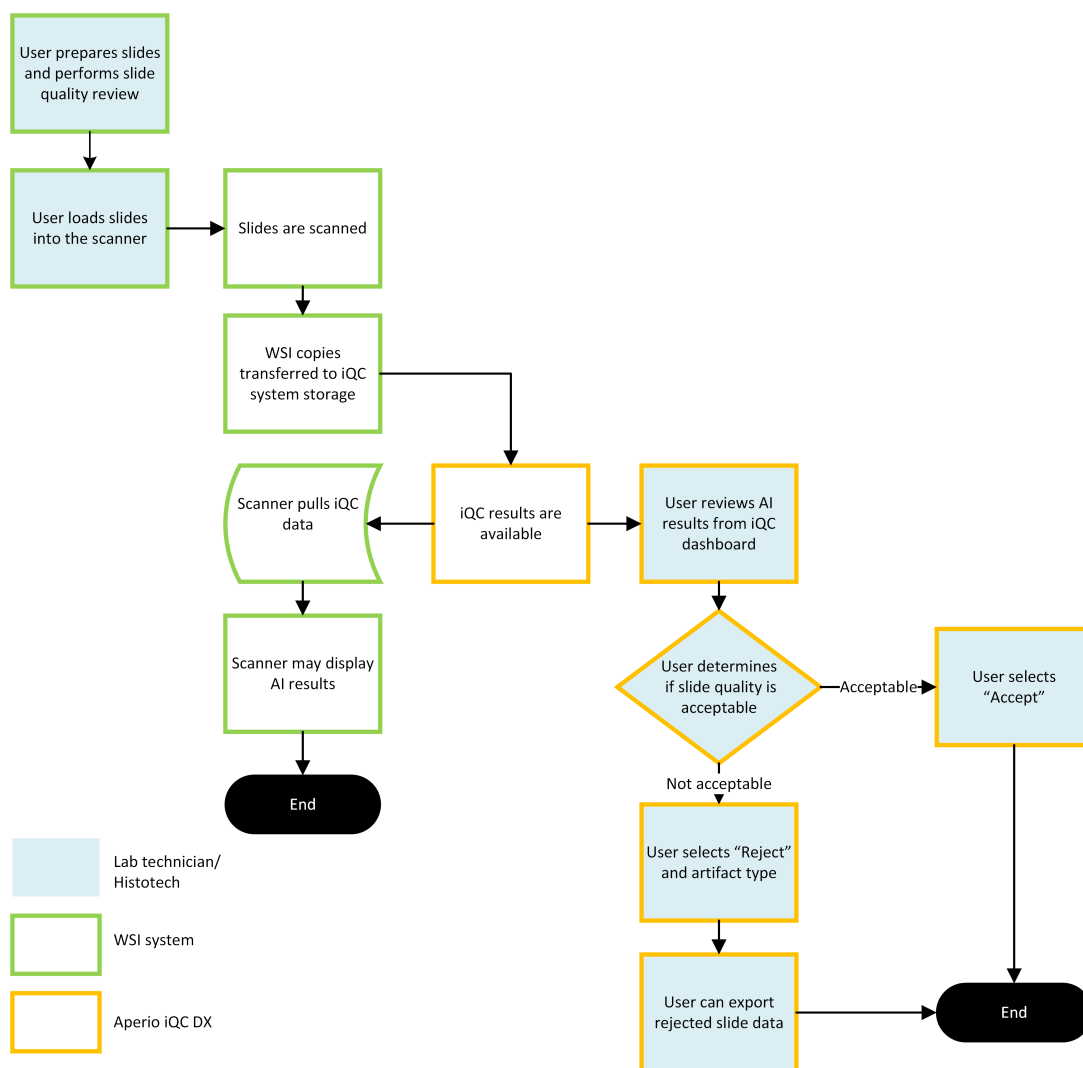 User prepares slides
and performs slide
quality review
User loads slides
into the scanner
Slides are scanned
WSI copies
transferred to iQC
system storage
Scanner pulls iQC
data
iQC results are
available
User reviews AI
results from iQC
dashboard
Scanner may display
AI results
User determines
if slide quality is
acceptable
Acceptable
User selects
“Accept”
End
Not acceptable
User selects “Reject”
and artifact type
User can export
rejected slide data
End
Lab technician/
Histotech
WSI system
Aperio iQC DX